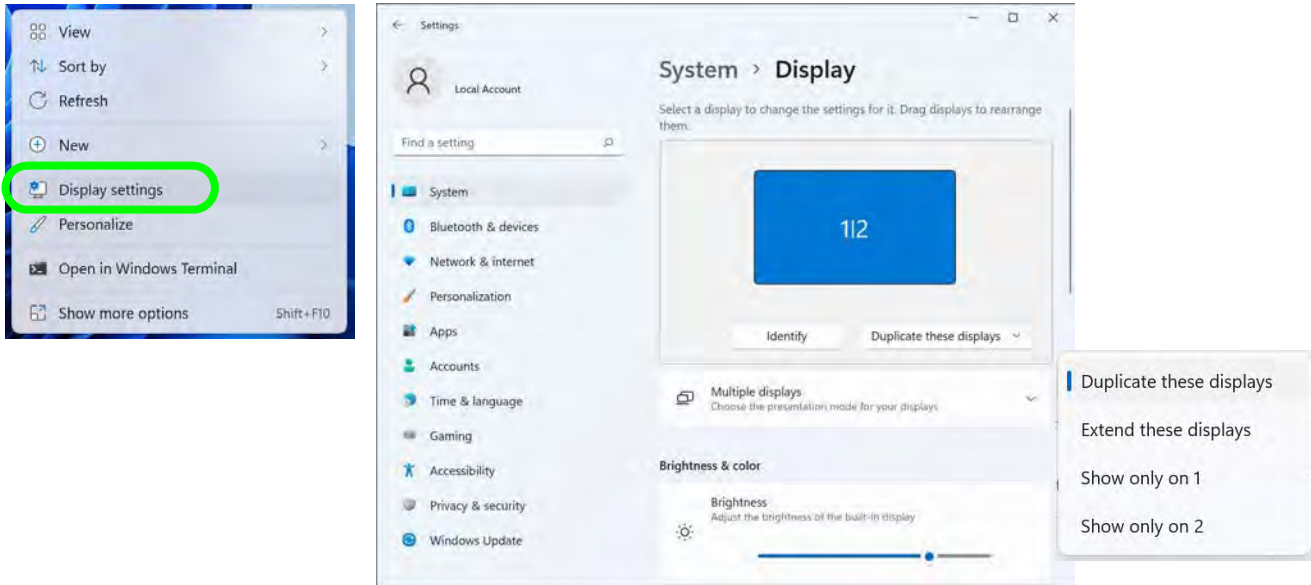 View
Sort by
Refresh
New
Display settings
Personalize
Open in Windows Terminal
Show more options Shift+F10
Settings
Local Account
Find a setting
System
Bluetooth & devices
Network & internet
Personalization
Apps
Accounts
Time & language
Gaming
Accessibility
Privacy & security
Windows Update
System > Display
Select a display to change the settings for it. Drag displays to rearrange
them.
1|2
Identify
Duplicate these displays
Multiple displays
Choose the presentation mode for your displays
Brightness & color
Brightness
Adjust the brightness of the built-in display
Duplicate these displays
Extend these displays
Show only on 1
Show only on 2